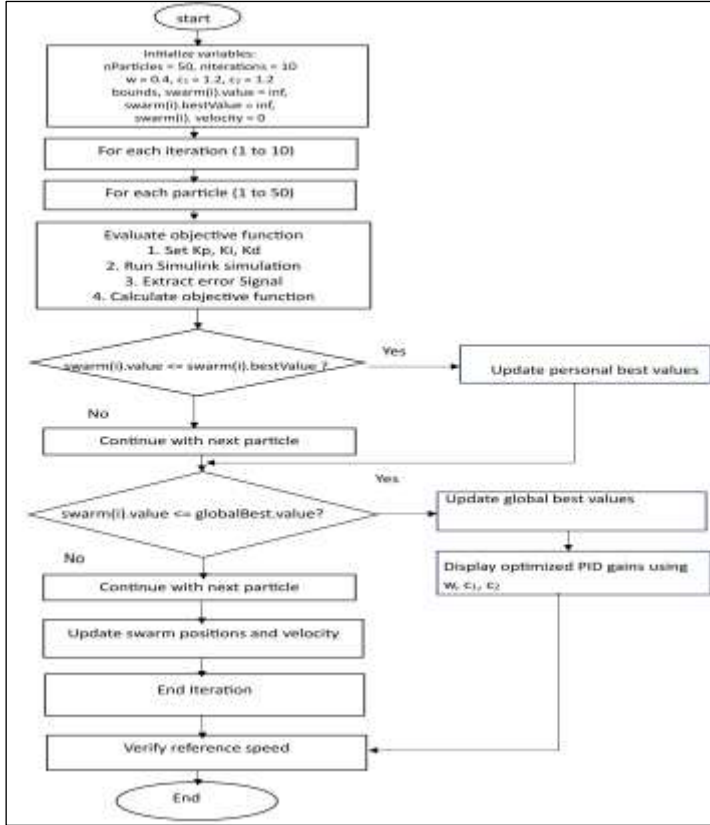 start
Initialize variables:
nParticles = 50, niterations = 10
w = 0.4, c₁ = 1.2, c₂ = 1.2
bounds, swarm(i).value = inf,
swarm(i).bestValue = inf,
swarm(i). velocity = 0
For each iteration (1 to 10)
For each particle (1 to 50)
Evaluate objective function
1. Set Kp, Ki, Kd
2. Run Simulink simulation
3. Extract error Signal
4. Calculate objective function
swarm(i).value <= swarm(i).bestValue ?
Yes
Update personal best values
No
Continue with next particle
Yes
swarm(i).value <= globalBest.value?
Update global best values
No
Display optimized PID gains using
w, c₁, c₂
Continue with next particle
Update swarm positions and velocity
End Iteration
Verify reference speed
End